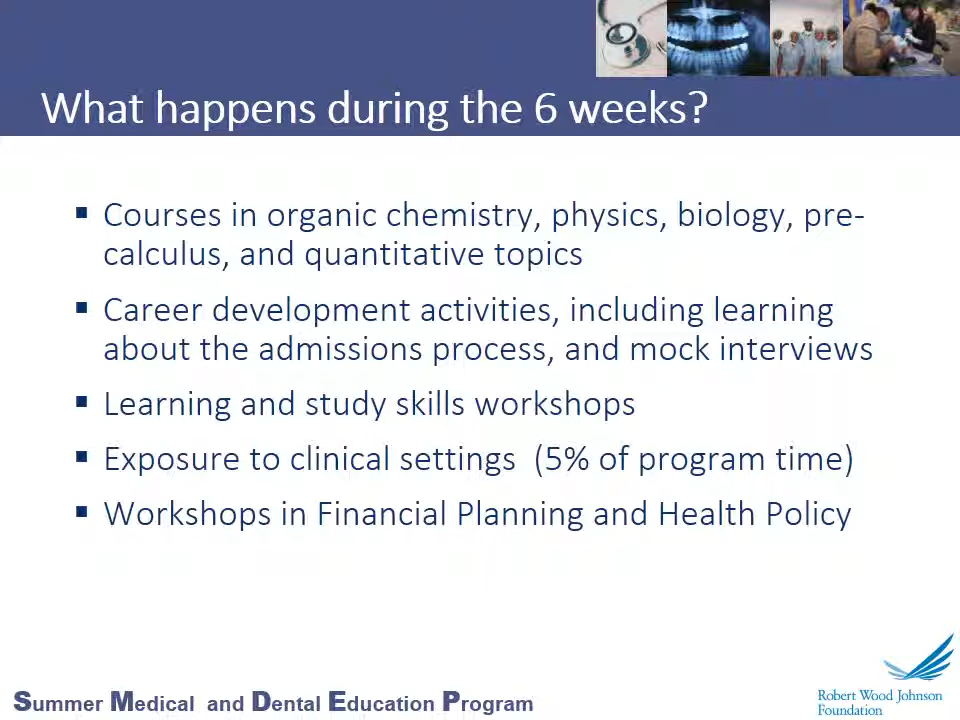 What happens during the 6 weeks?
▪ Courses in organic chemistry, physics, biology, pre-
calculus, and quantitative topics
▪ Career development activities, including learning
about the admissions process, and mock interviews
▪ Learning and study skills workshops
▪ Exposure to clinical settings  (5% of program time)
▪ Workshops in Financial Planning and Health Policy
Summer Medical  and Dental Education Program
Robert Wood Johnson
Foundation